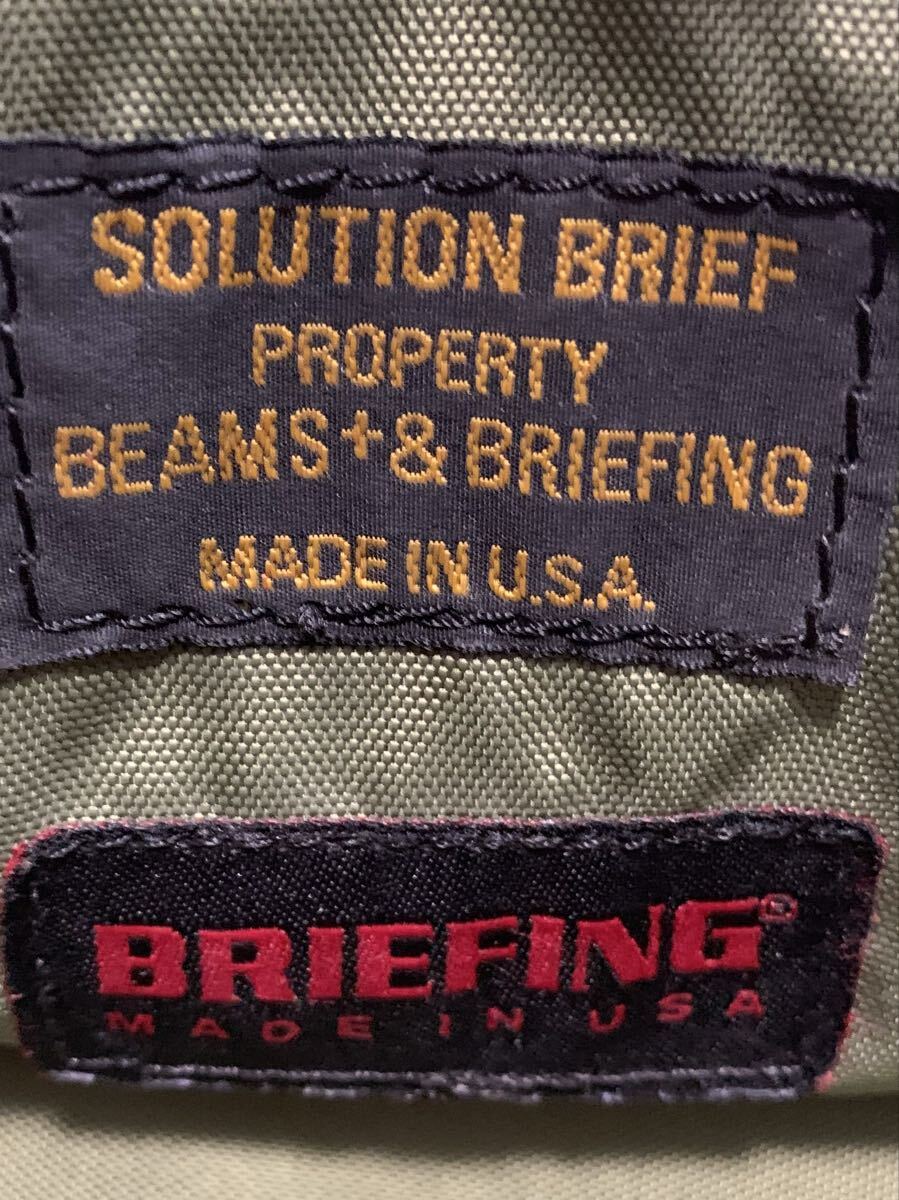 SOLUTION BRIEF
PROPERTY
BEAMS+ & BRIEFING
MADE IN U.S.A.
BRIEFING®
MADE IN USA